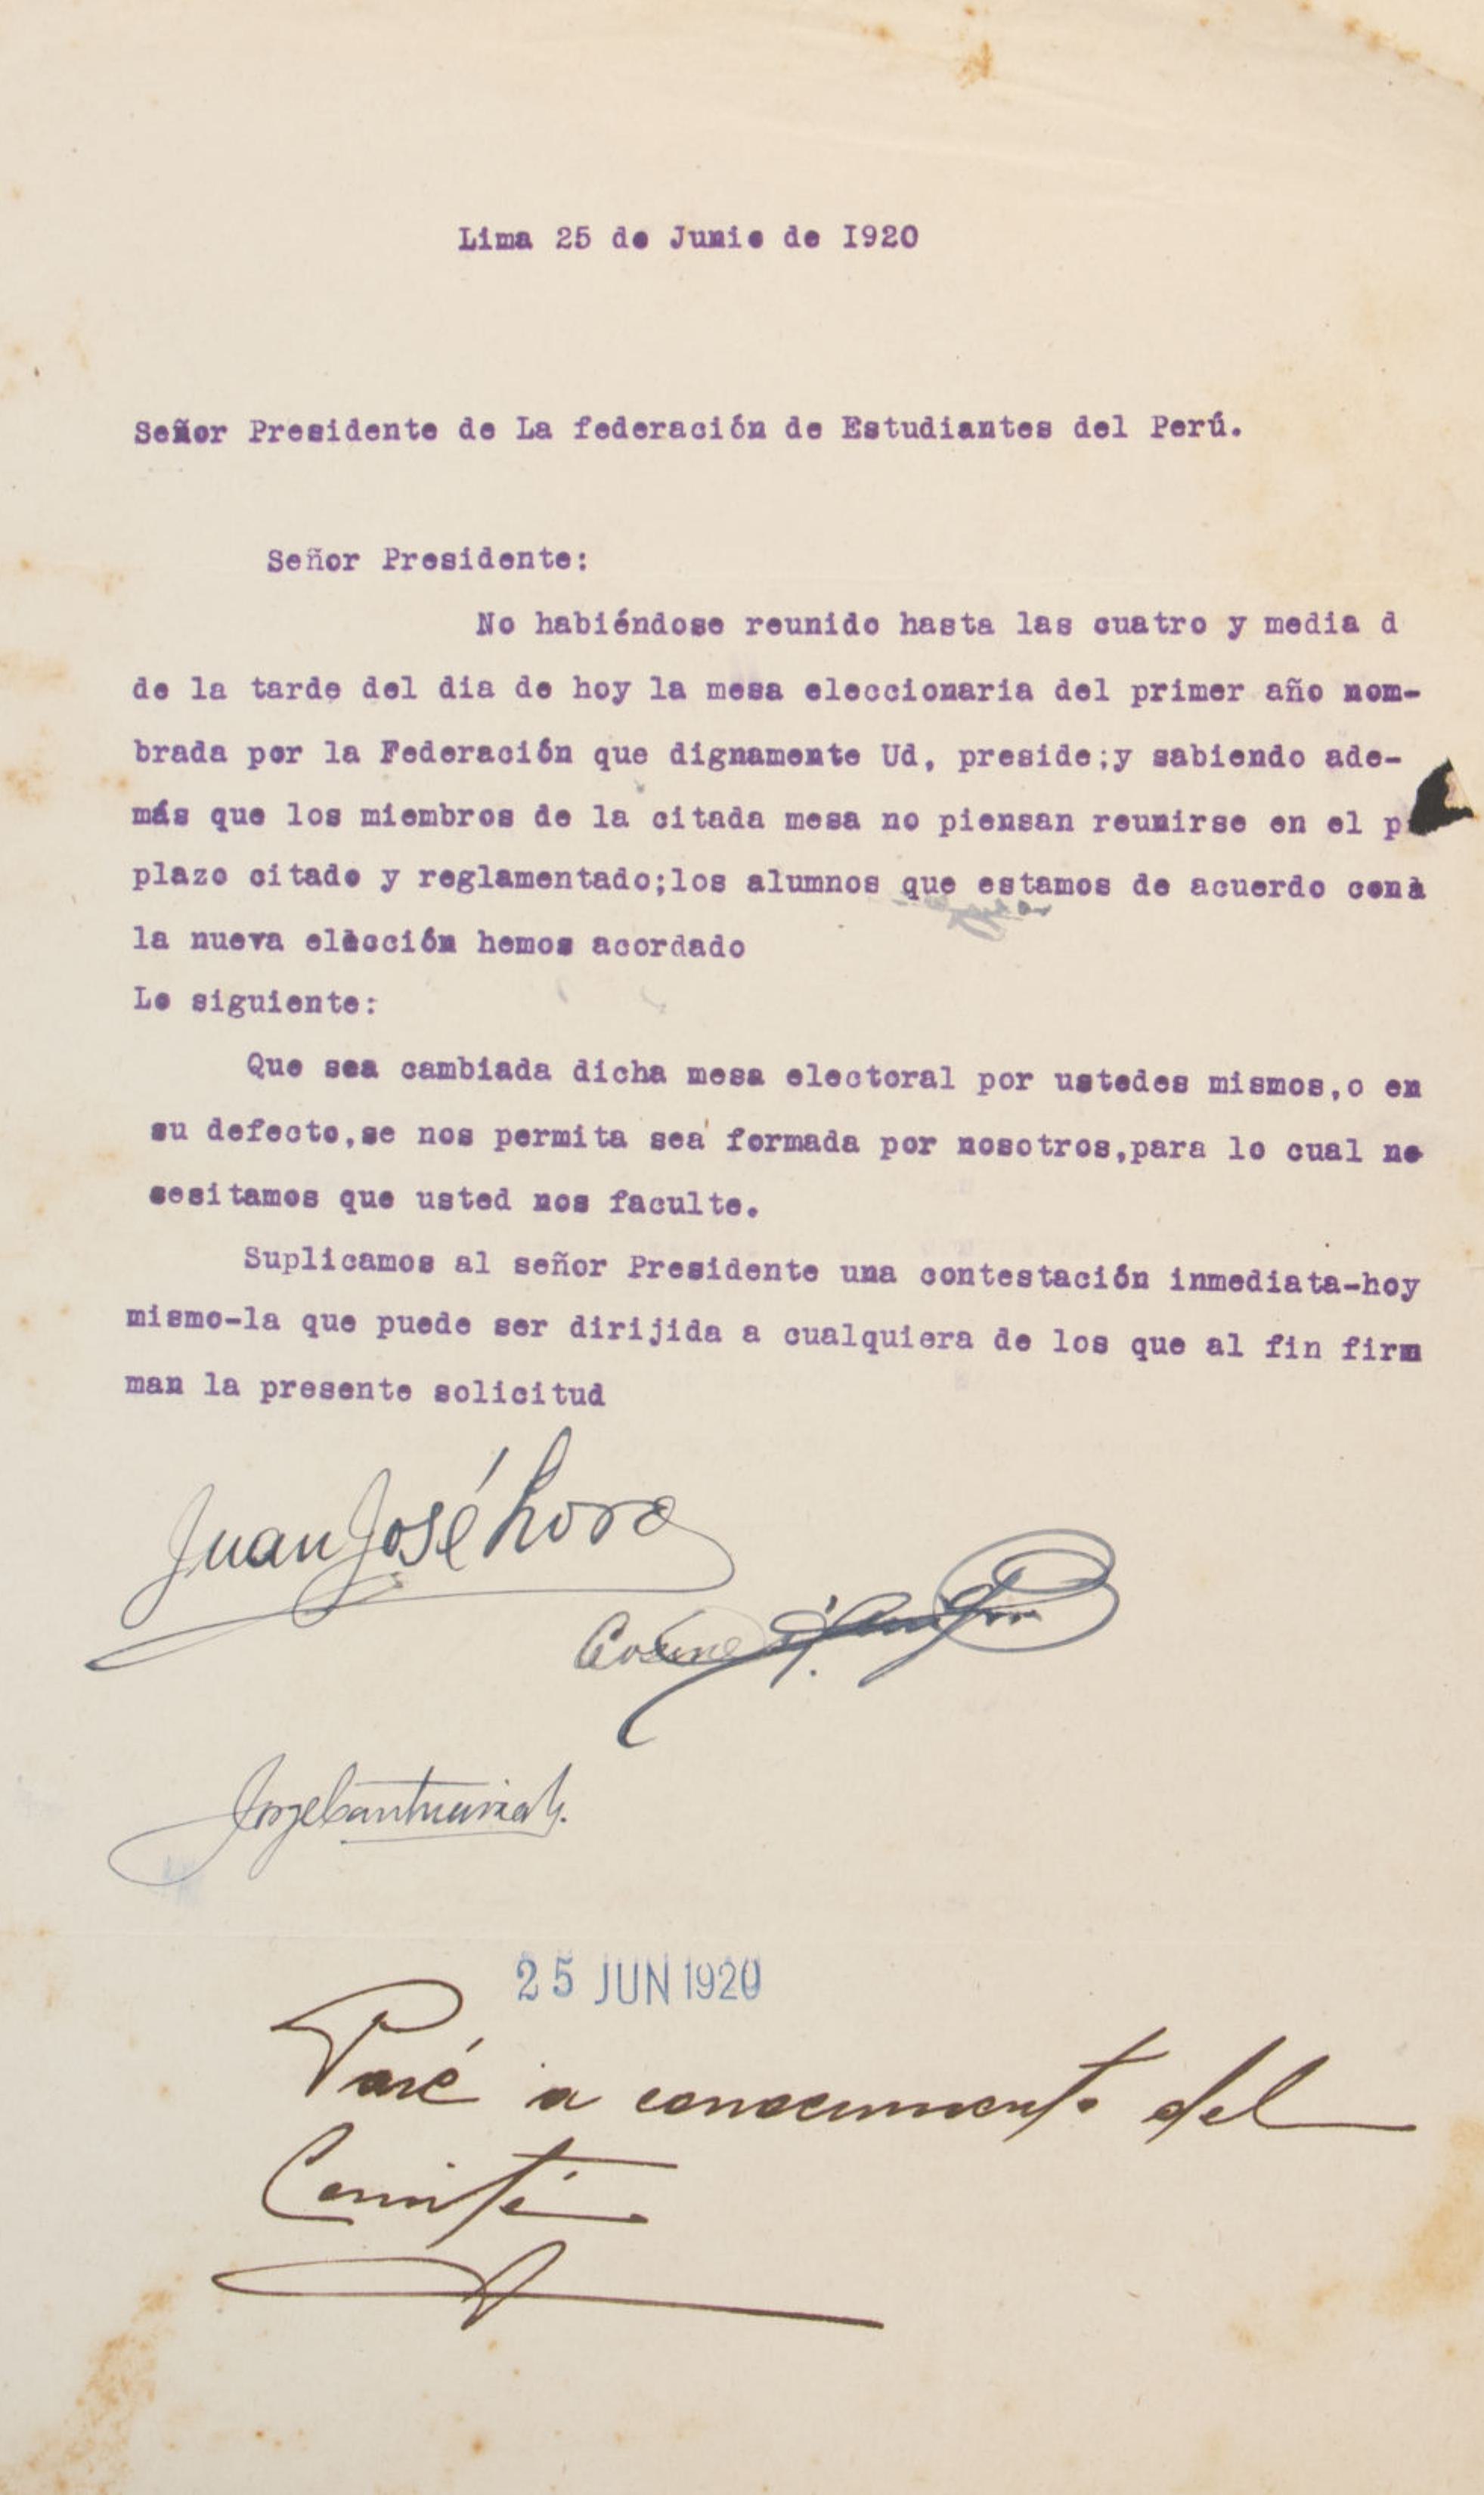 Lima 25 de Junio de I920
Señor Presidente de La federación de Estudiantes del Perú.
Señor Presidente:
No habiéndose reunido hasta las cuatro y media d
de la tarde del dia de hoy la mesa eleccionaria del primer año nom-
brada por la Federación que dignamente Ud, preside;y sabiendo ade-
más que los miembros de la citada mesa no piensan reunirse en el p
plazo citado y reglamentado;los alumnos que estamos de acuerdo con
la nueva elección hemos acordado
Lo siguiente:
Que sea cambiada dicha mesa electoral por ustedes mismos,o en
su defecto,se nos permita sea formada por nosotros,para lo cual ne
sesitamos que usted nos faculte.
Suplicamos al señor Presidente una contestación inmediata-hoy
mismo-la que puede ser dirijida a cualquiera de los que al fin firm
man la presente solicitud
Juan José Lora
25 JUN 1920
Pasé a conocimiento del
Comité